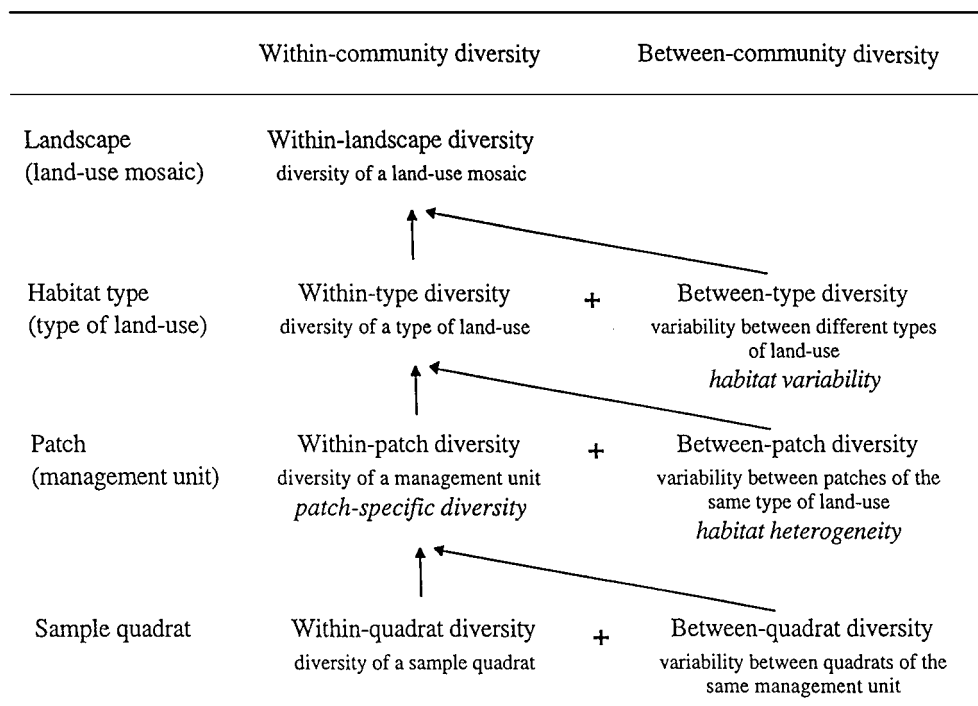 Within-community diversity Between-community diversity
Landscape Within-landscape diversity
(land-use mosaic) diversity of a land-use mosaic
Habitat type Within-type diversity + Between-type diversity
(type of land-use) diversity of a type of land-use variability between different types
of land-use
habitat variability
Patch Within-patch diversity + Between-patch diversity
(management unit) diversity of a management unit variability between patches of the
patch-specific diversity same type of land-use
habitat heterogeneity
Sample quadrat Within-quadrat diversity + Between-quadrat diversity
diversity of a sample quadrat variability between quadrats of the
same management unit